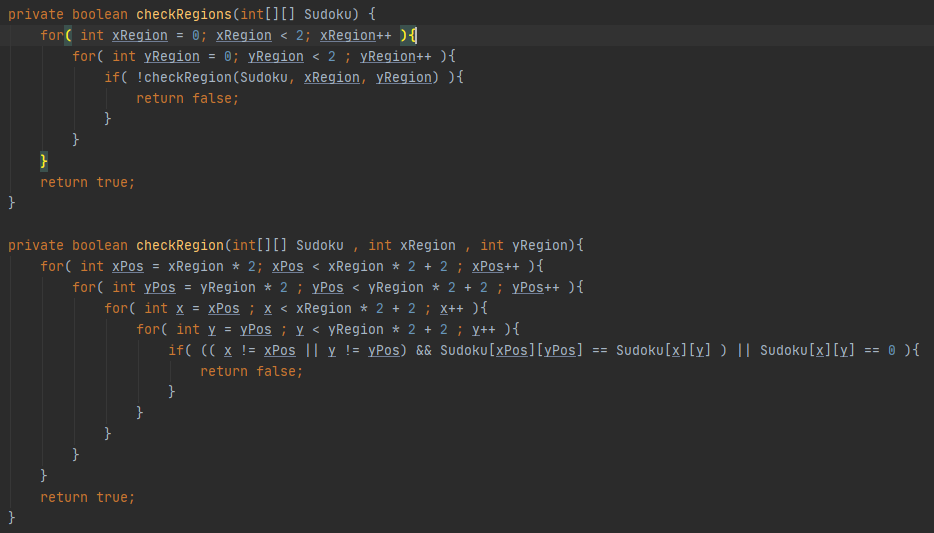 private boolean checkRegions(int[][] Sudoku) {
    for( int xRegion = 0; xRegion < 2; xRegion++ ){
        for( int yRegion = 0; yRegion < 2 ; yRegion++ ){
            if( !checkRegion(Sudoku, xRegion, yRegion) ){
                return false;
            }
        }
    }
    return true;
}

private boolean checkRegion(int[][] Sudoku , int xRegion , int yRegion){
    for( int xPos = xRegion * 2; xPos < xRegion * 2 + 2 ; xPos++ ){
        for( int yPos = yRegion * 2 ; yPos < yRegion * 2 + 2 ; yPos++ ){
            for( int x = xPos ; x < xRegion * 2 + 2 ; x++ ){
                for( int y = yPos ; y < yRegion * 2 + 2 ; y++ ){
                    if( (( x != xPos || y != yPos) && Sudoku[xPos][yPos] == Sudoku[x][y] ) || Sudoku[x][y] == 0 ){
                        return false;
                    }
                }
            }
        }
    }
    return true;
}